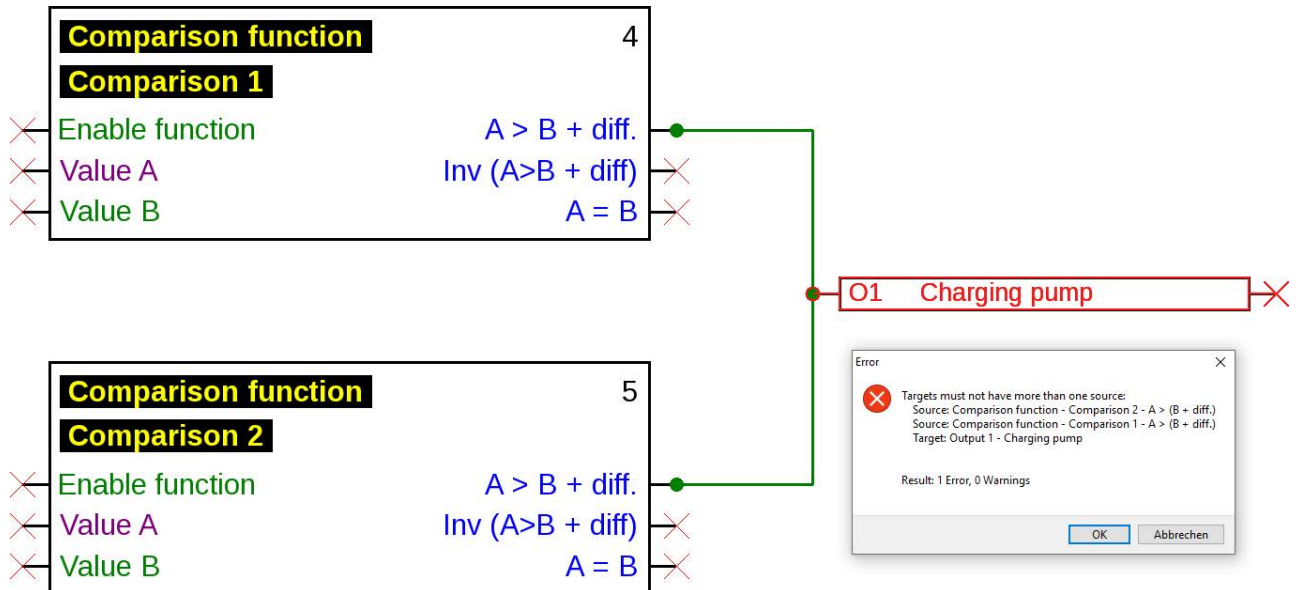 Comparison function 4
Comparison 1
Enable function A > B + diff.
Value A Inv (A>B + diff)
Value B A = B
O1 Charging pump
Error
Targets must not have more than one source:
Source: Comparison function - Comparison 2 - A > (B + diff.)
Source: Comparison function - Comparison 1 - A > (B + diff.)
Target: Output 1 - Charging pump
Result: 1 Error, 0 Warnings
OK Abbrechen
Comparison function 5
Comparison 2
Enable function A > B + diff.
Value A Inv (A>B + diff)
Value B A = B